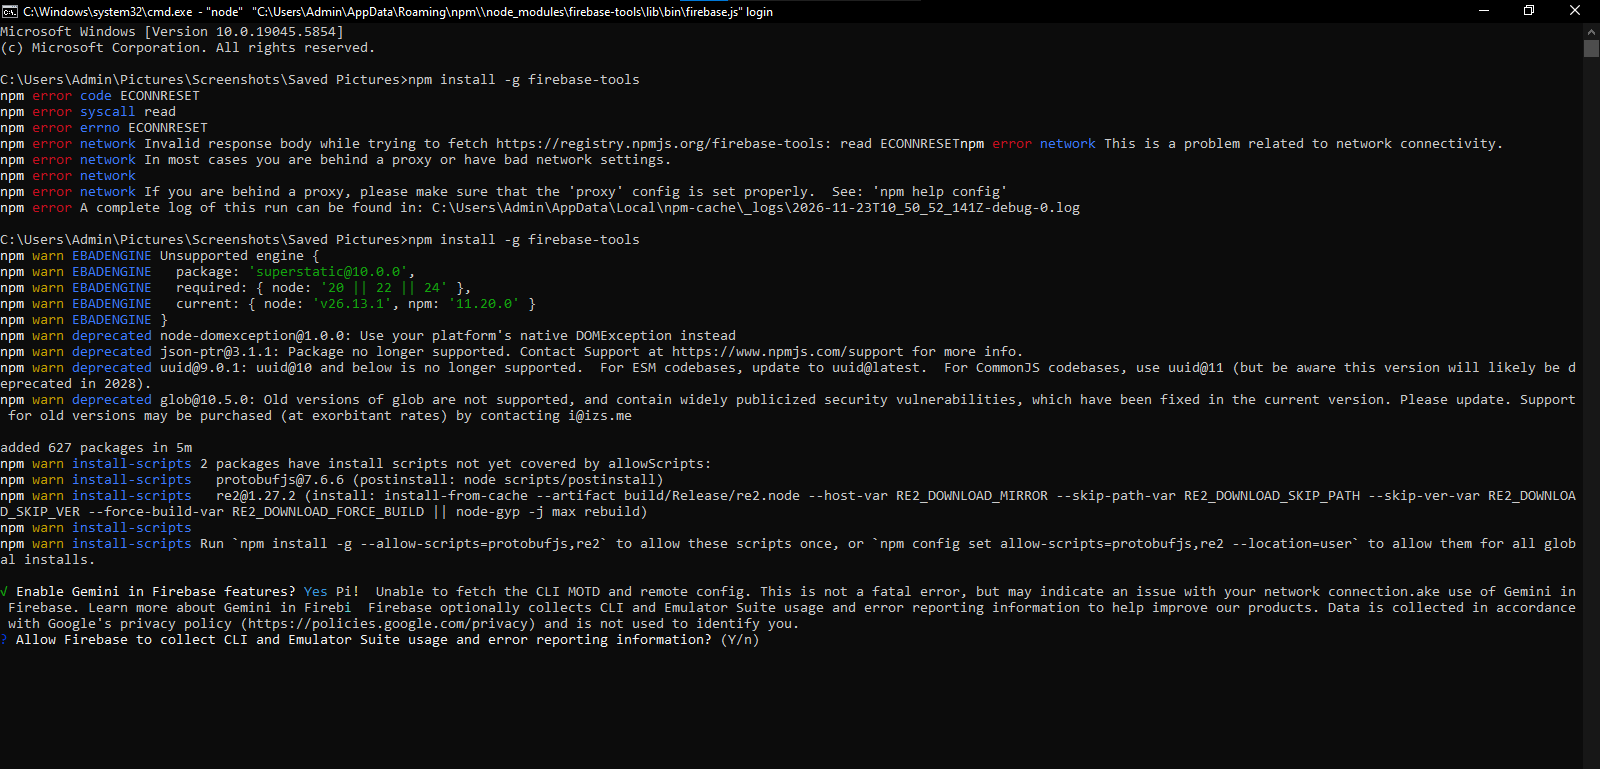 C:\Windows\system32\cmd.exe - "node"   "C:\Users\Admin\AppData\Roaming\npm\\node_modules\firebase-tools\lib\bin\firebase.js" login
Microsoft Windows [Version 10.0.19045.5854]
(c) Microsoft Corporation. All rights reserved.
C:\Users\Admin\Pictures\Screenshots\Saved Pictures>npm install -g firebase-tools
npm error code ECONNRESET
npm error syscall read
npm error errno ECONNRESET
npm error network Invalid response body while trying to fetch https://registry.npmjs.org/firebase-tools: read ECONNRESETnpm error network This is a problem related to network connectivity.
npm error network In most cases you are behind a proxy or have bad network settings.
npm error network
npm error network If you are behind a proxy, please make sure that the 'proxy' config is set properly.  See: 'npm help config'
npm error A complete log of this run can be found in: C:\Users\Admin\AppData\Local\npm-cache\_logs\2026-11-23T10_50_52_141Z-debug-0.log
C:\Users\Admin\Pictures\Screenshots\Saved Pictures>npm install -g firebase-tools
npm warn EBADENGINE Unsupported engine {
npm warn EBADENGINE   package: 'superstatic@10.0.0',
npm warn EBADENGINE   required: { node: '20 || 22 || 24' },
npm warn EBADENGINE   current: { node: 'v26.13.1', npm: '11.20.0' }
npm warn EBADENGINE }
npm warn deprecated node-domexception@1.0.0: Use your platform's native DOMException instead
npm warn deprecated json-ptr@3.1.1: Package no longer supported. Contact Support at https://www.npmjs.com/support for more info.
npm warn deprecated uuid@9.0.1: uuid@10 and below is no longer supported.  For ESM codebases, update to uuid@latest.  For CommonJS codebases, use uuid@11 (but be aware this version will likely be d
eprecated in 2028).
npm warn deprecated glob@10.5.0: Old versions of glob are not supported, and contain widely publicized security vulnerabilities, which have been fixed in the current version. Please update. Support
 for old versions may be purchased (at exorbitant rates) by contacting i@izs.me
added 627 packages in 5m
npm warn install-scripts 2 packages have install scripts not yet covered by allowScripts:
npm warn install-scripts   protobufjs@7.6.6 (postinstall: node scripts/postinstall)
npm warn install-scripts   re2@1.27.2 (install: install-from-cache --artifact build/Release/re2.node --host-var RE2_DOWNLOAD_MIRROR --skip-path-var RE2_DOWNLOAD_SKIP_PATH --skip-ver-var RE2_DOWNLOA
D_SKIP_VER --force-build-var RE2_DOWNLOAD_FORCE_BUILD || node-gyp -j max rebuild)
npm warn install-scripts
npm warn install-scripts Run `npm install -g --allow-scripts=protobufjs,re2` to allow these scripts once, or `npm config set allow-scripts=protobufjs,re2 --location=user` to allow them for all glob
al installs.
√ Enable Gemini in Firebase features? Yes Pi!  Unable to fetch the CLI MOTD and remote config. This is not a fatal error, but may indicate an issue with your network connection.ake use of Gemini in
 Firebase. Learn more about Gemini in Firebi  Firebase optionally collects CLI and Emulator Suite usage and error reporting information to help improve our products. Data is collected in accordance
 with Google's privacy policy (https://policies.google.com/privacy) and is not used to identify you.
? Allow Firebase to collect CLI and Emulator Suite usage and error reporting information? (Y/n)